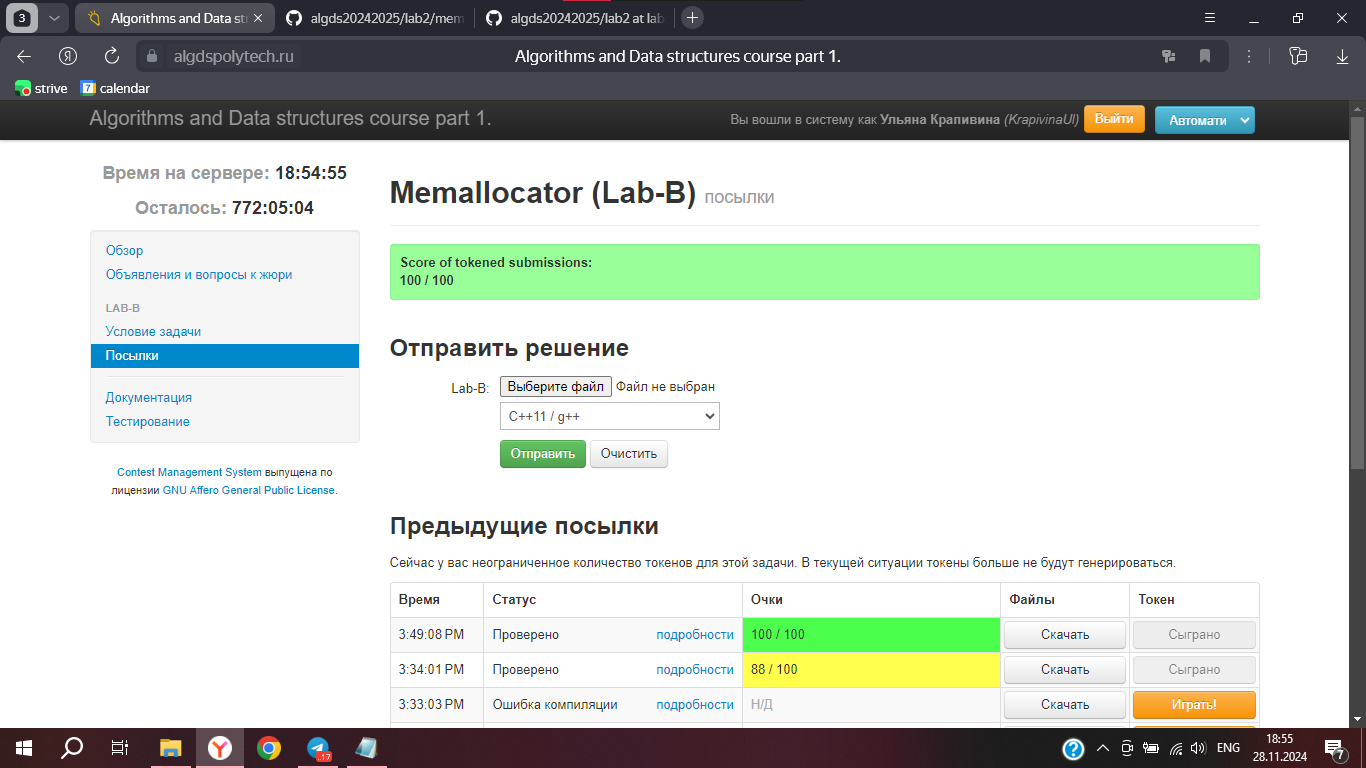 3
Algorithms and Data st
algds20242025/lab2/mem
algds20242025/lab2 at lab
algdspolytech.ru
Algorithms and Data structures course part 1.
strive
7
calendar
Algorithms and Data structures course part 1.
Вы вошли в систему как Ульяна Крапивина (KrapivinaUl)
Выйти
Автомати
Время на сервере: 18:54:55
Осталось: 772:05:04
Обзор
Объявления и вопросы к жюри
LAB-B
Условие задачи
Посылки
Документация
Тестирование
Contest Management System выпущена по
лицензии GNU Affero General Public License.
Memallocator (Lab-B) посылки
Score of tokened submissions:
100 / 100
Отправить решение
Lab-B:
Выберите файл Файл не выбран
C++11 / g++
Отправить
Очистить
Предыдущие посылки
Сейчас у вас неограниченное количество токенов для этой задачи. В текущей ситуации токены больше не будут генерироваться.
Время Статус Очки Файлы Токен
3:49:08 PM Проверено подробности 100 / 100 Скачать Сыграно
3:34:01 PM Проверено подробности 88 / 100 Скачать Сыграно
3:33:03 PM Ошибка компиляции подробности Н/Д Скачать Играть!
..17
ENG
18:55
28.11.2024
7